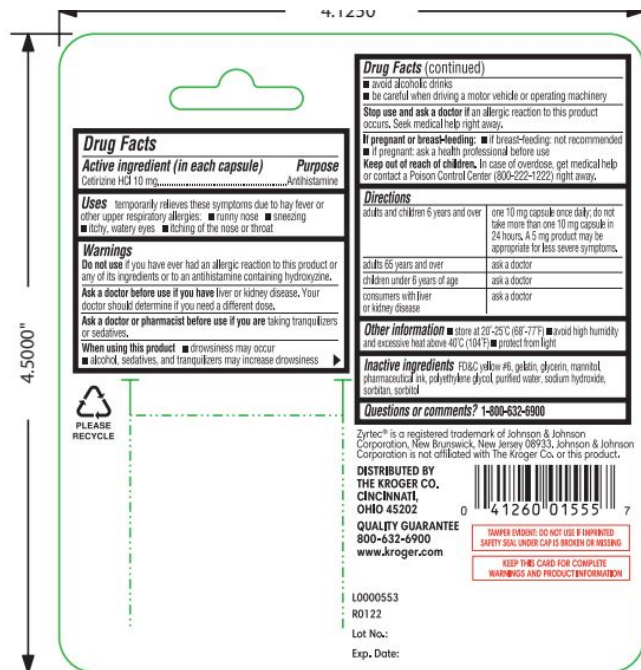 4.1250
4.5000"
Drug Facts
Active ingredient (in each capsule) Purpose
Cetirizine HCl 10 mg.......................................Antihistamine
Uses temporarily relieves these symptoms due to hay fever or
other upper respiratory allergies: ■ runny nose ■ sneezing
■ itchy, watery eyes ■ itching of the nose or throat
Warnings
Do not use if you have ever had an allergic reaction to this product or
any of its ingredients or to an antihistamine containing hydroxyzine.
Ask a doctor before use if you have liver or kidney disease. Your
doctor should determine if you need a different dose.
Ask a doctor or pharmacist before use if you are taking tranquilizers
or sedatives.
When using this product ■ drowsiness may occur
■ alcohol, sedatives, and tranquilizers may increase drowsiness
PLEASE
RECYCLE
Drug Facts (continued)
■ avoid alcoholic drinks
■ be careful when driving a motor vehicle or operating machinery
Stop use and ask a doctor if an allergic reaction to this product
occurs. Seek medical help right away.
If pregnant or breast-feeding: ■ if breast-feeding: not recommended
■ if pregnant: ask a health professional before use
Keep out of reach of children. In case of overdose, get medical help
or contact a Poison Control Center (800-222-1222) right away.
Directions
adults and children 6 years and over one 10 mg capsule once daily; do not
take more than one 10 mg capsule in
24 hours. A 5 mg product may be
appropriate for less severe symptoms.
adults 65 years and over ask a doctor
children under 6 years of age ask a doctor
consumers with liver ask a doctor
or kidney disease
Other information ■ store at 20°-25°C (68°-77°F) ■ avoid high humidity
and excessive heat above 40°C (104°F) ■ protect from light
Inactive ingredients FD&C yellow #6, gelatin, glycerin, mannitol,
pharmaceutical ink, polyethylene glycol, purified water, sodium hydroxide,
sorbitan, sorbitol
Questions or comments? 1-800-632-6900
Zyrtec® is a registered trademark of Johnson & Johnson
Corporation, New Brunswick, New Jersey 08933. Johnson & Johnson
Corporation is not affiliated with The Kroger Co. or this product.
DISTRIBUTED BY
THE KROGER CO.
CINCINNATI,
OHIO 45202
QUALITY GUARANTEE
800-632-6900
www.kroger.com
0 41260 01555 7
TAMPER EVIDENT: DO NOT USE IF IMPRINTED
SAFETY SEAL UNDER CAP IS BROKEN OR MISSING
KEEP THIS CARD FOR COMPLETE
WARNINGS AND PRODUCT INFORMATION
L0000553
R0122
Lot No.:
Exp. Date: